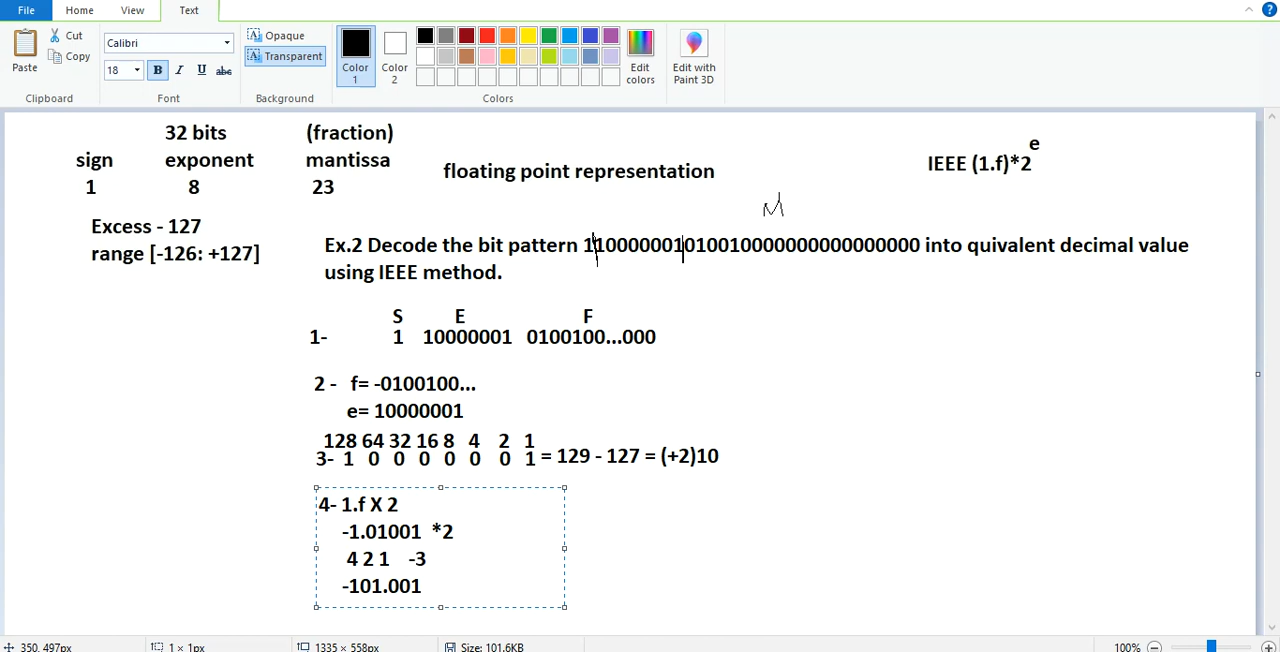 File Home View Text
Paste
Cut
Copy
Clipboard
Calibri
18 B I U abc
Font
A Opaque
A Transparent
Background
Color 1
Color 2
Colors
Edit colors
Edit with Paint 3D
32 bits (fraction)
sign exponent mantissa
1 8 23
floating point representation
e
IEEE (1.f)*2
M
Excess - 127
range [-126: +127]
Ex.2 Decode the bit pattern 11000000101001000000000000000000 into quivalent decimal value
using IEEE method.
S E F
1- 1 10000001 0100100...000
2 - f= -0100100...
e= 10000001
128 64 32 16 8 4 2 1
3- 1 0 0 0 0 0 0 1 = 129 - 127 = (+2)10
4- 1.f X 2
-1.01001 *2
4 2 1 -3
-101.001
350, 497px 1 × 1px 1335 × 558px Size: 101.6KB 100%